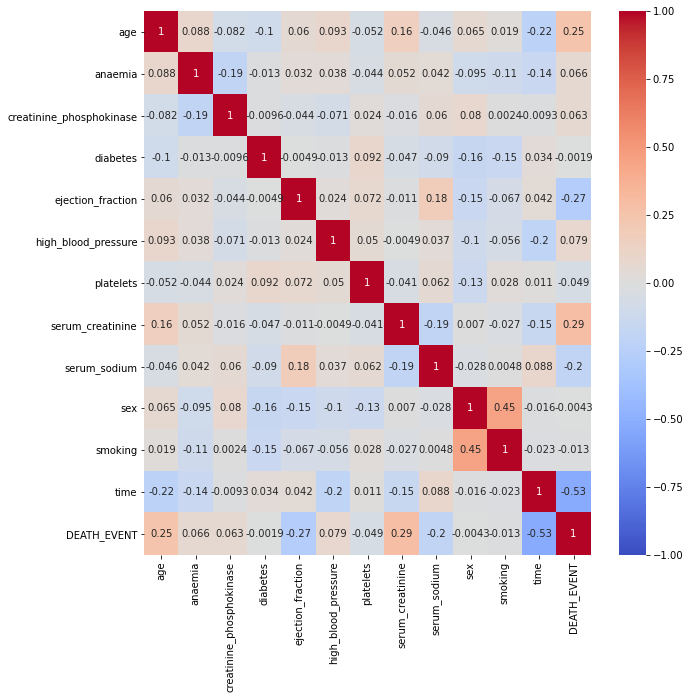 age 1 0.088 -0.082 -0.1 0.06 0.093 -0.052 0.16 -0.046 0.065 0.019 -0.22 0.25
anaemia 0.088 1 -0.19 -0.013 0.032 0.038 -0.044 0.052 0.042 -0.095 -0.11 -0.14 0.066
creatinine_phosphokinase -0.082 -0.19 1 -0.0096 -0.044 -0.071 0.024 -0.016 0.06 0.08 0.0024 -0.0093 0.063
diabetes -0.1 -0.013 -0.0096 1 -0.0049 -0.013 0.092 -0.047 -0.09 -0.16 -0.15 0.034 -0.0019
ejection_fraction 0.06 0.032 -0.044 -0.0049 1 0.024 0.072 -0.011 0.18 -0.15 -0.067 0.042 -0.27
high_blood_pressure 0.093 0.038 -0.071 -0.013 0.024 1 0.05 -0.0049 0.037 -0.1 -0.056 -0.2 0.079
platelets -0.052 -0.044 0.024 0.092 0.072 0.05 1 -0.041 0.062 -0.13 0.028 0.011 -0.049
serum_creatinine 0.16 0.052 -0.016 -0.047 -0.011 -0.0049 -0.041 1 -0.19 0.007 -0.027 -0.15 0.29
serum_sodium -0.046 0.042 0.06 -0.09 0.18 0.037 0.062 -0.19 1 -0.028 0.0048 0.088 -0.2
sex 0.065 -0.095 0.08 -0.16 -0.15 -0.1 -0.13 0.007 -0.028 1 0.45 -0.016 -0.0043
smoking 0.019 -0.11 0.0024 -0.15 -0.067 -0.056 0.028 -0.027 0.0048 0.45 1 -0.023 -0.013
time -0.22 -0.14 -0.0093 0.034 0.042 -0.2 0.011 -0.15 0.088 -0.016 -0.023 1 -0.53
DEATH_EVENT 0.25 0.066 0.063 -0.0019 -0.27 0.079 -0.049 0.29 -0.2 -0.0043 -0.013 -0.53 1
age
anaemia
creatinine_phosphokinase
diabetes
ejection_fraction
high_blood_pressure
platelets
serum_creatinine
serum_sodium
sex
smoking
time
DEATH_EVENT
1.00
0.75
0.50
0.25
0.00
−0.25
−0.50
−0.75
−1.00